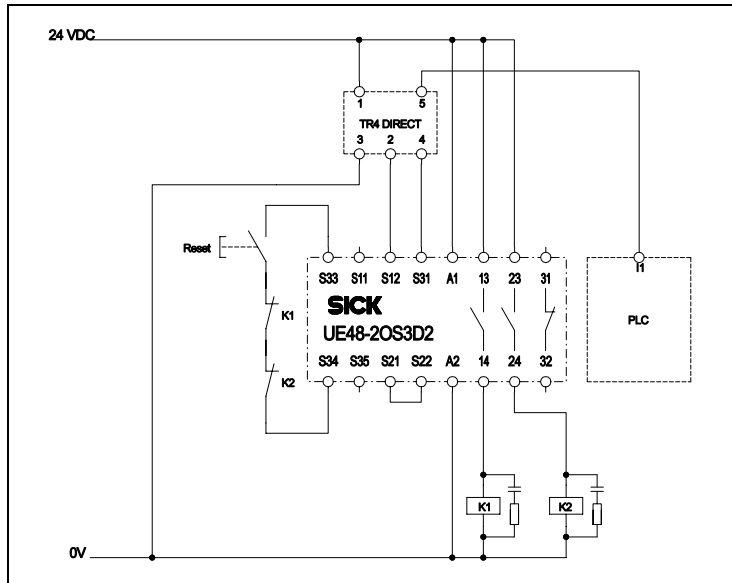 24 VDC
1 5
TR4 DIRECT
3 2 4
Reset
S33 S11 S12 S31 A1 13 23 31
I1
SICK
K1
UE48-2OS3D2
PLC
S34 S35 S21 S22 A2 14 24 32
K2
K1 K2
0V